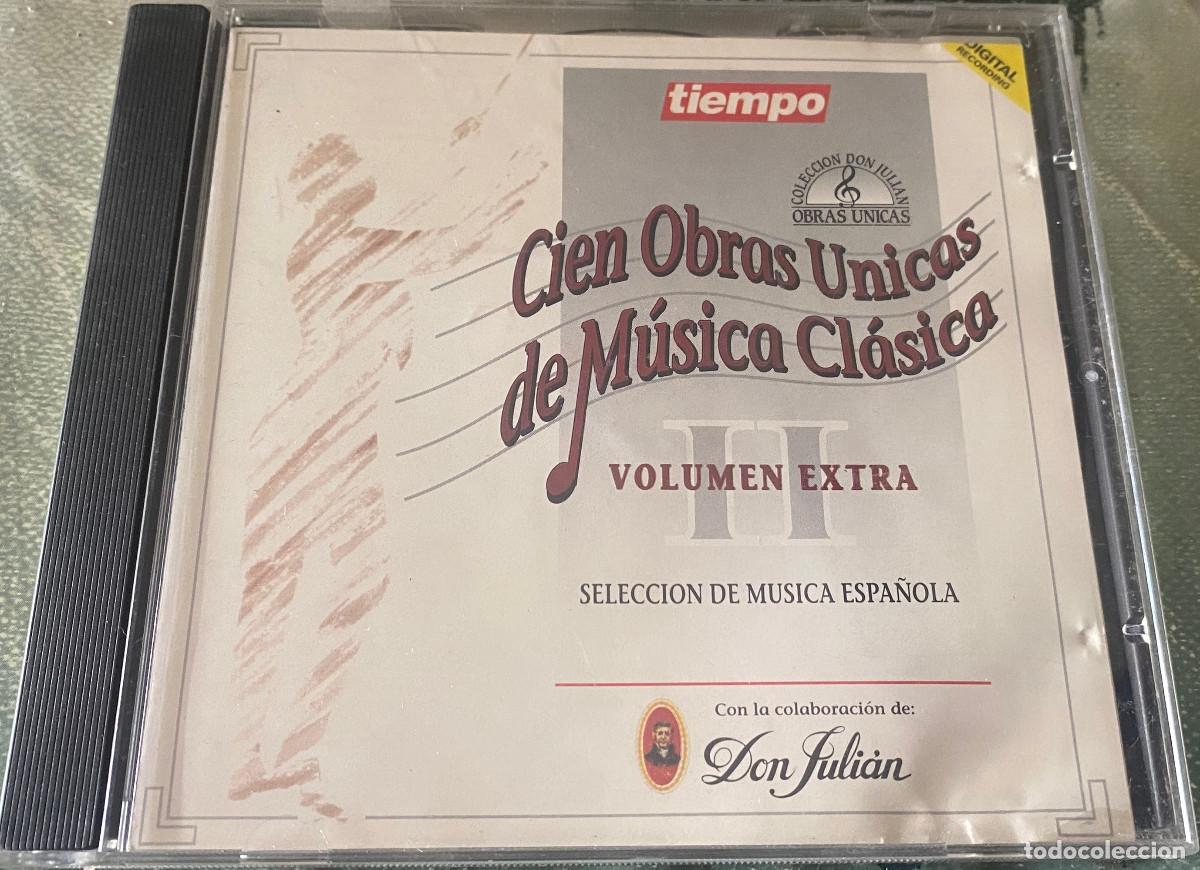 DIGITAL
RECORDING
tiempo
COLECCION DON JULIAN
OBRAS UNICAS
Cien Obras Unicas
de Música Clásica
II
VOLUMEN EXTRA
SELECCION DE MUSICA ESPAÑOLA
Con la colaboración de:
Don Julián
todocoleccion